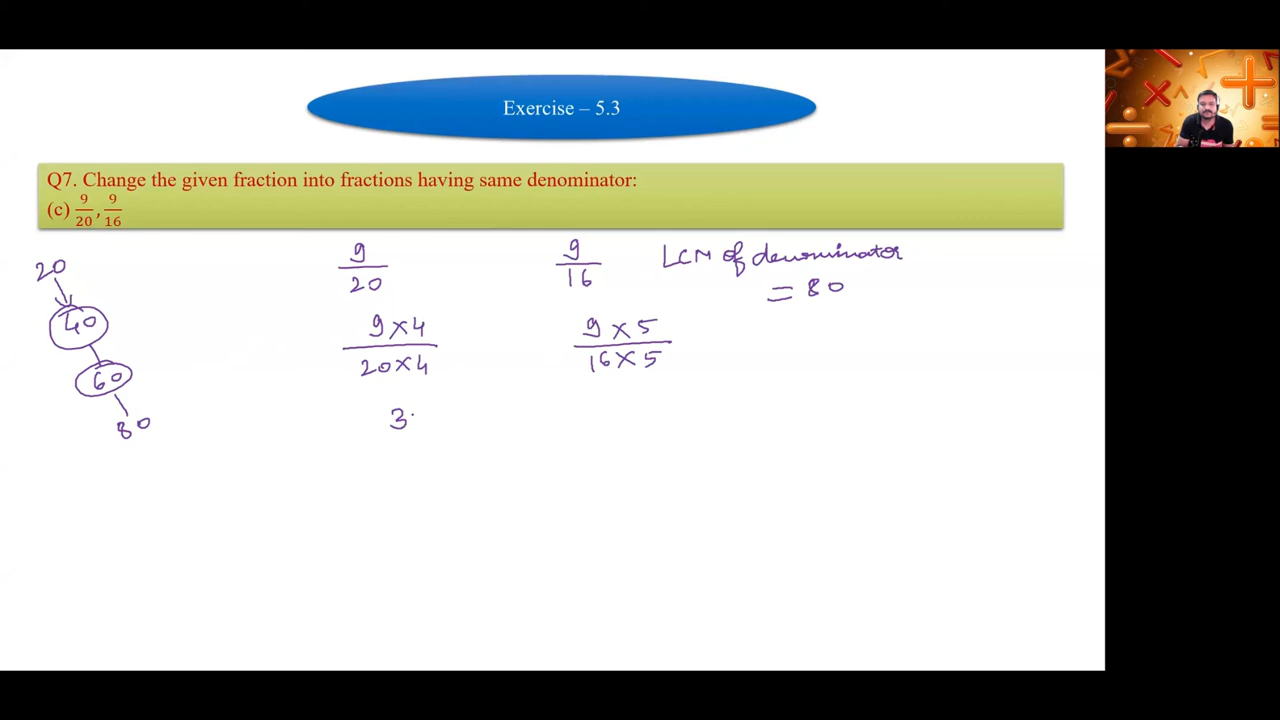 Exercise – 5.3
Q7. Change the given fraction into fractions having same denominator:
(c) 9/20, 9/16
20
40
60
80
9/20
9/16
LCM of denominator
= 80
9×4/20×4
9×5/16×5
3